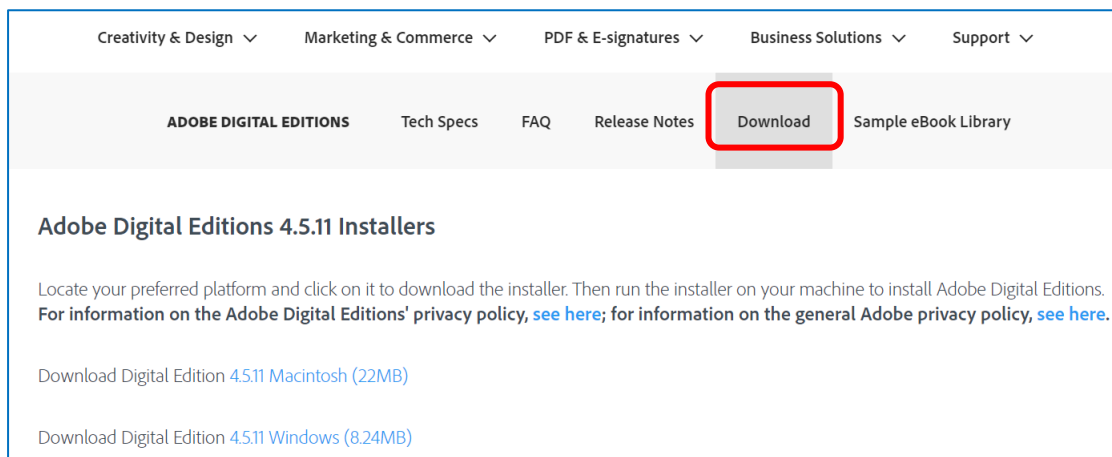 Creativity & Design Marketing & Commerce PDF & E-signatures Business Solutions Support
ADOBE DIGITAL EDITIONS Tech Specs FAQ Release Notes Download Sample eBook Library
Adobe Digital Editions 4.5.11 Installers
Locate your preferred platform and click on it to download the installer. Then run the installer on your machine to install Adobe Digital Editions.
For information on the Adobe Digital Editions' privacy policy, see here; for information on the general Adobe privacy policy, see here.
Download Digital Edition 4.5.11 Macintosh (22MB)
Download Digital Edition 4.5.11 Windows (8.24MB)